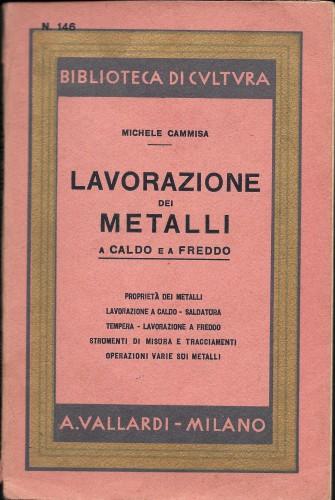 N. 146
BIBLIOTECA DI CVLTVRA
MICHELE CAMMISA
LAVORAZIONE
DEI
METALLI
A CALDO E A FREDDO
PROPRIETÀ DEI METALLI
LAVORAZIONE A CALDO - SALDATURA
TEMPERA - LAVORAZIONE A FREDDO
STRUMENTI DI MISURA E TRACCIAMENTI
OPERAZIONI VARIE SUI METALLI
A. VALLARDI - MILANO